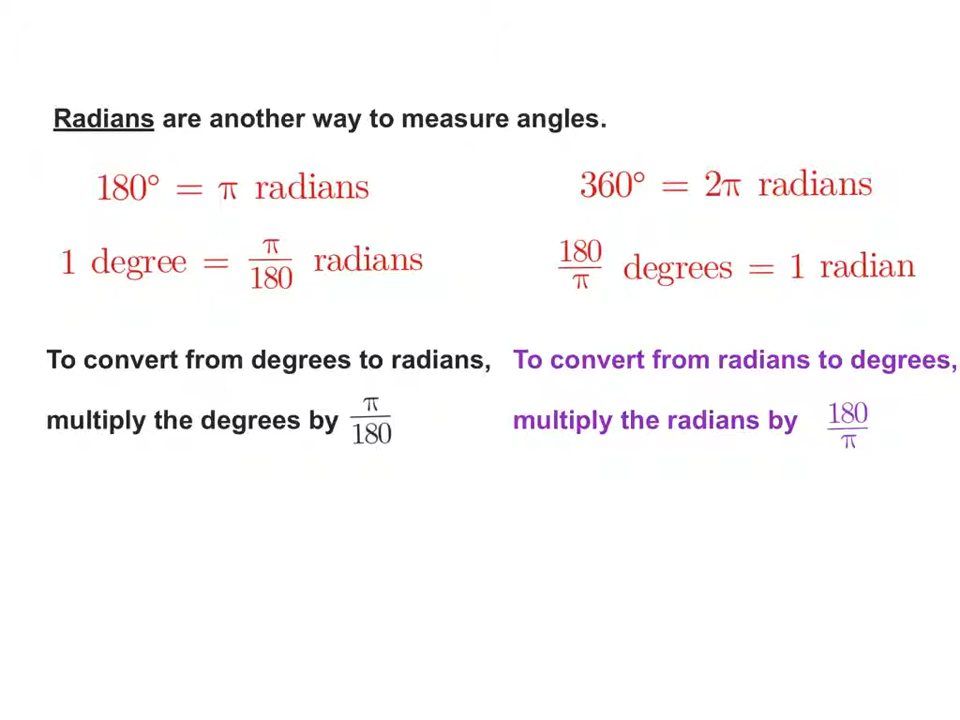 Radians are another way to measure angles.
180° = π radians
360° = 2π radians
1 degree = π/180 radians
180/π degrees = 1 radian
To convert from degrees to radians,
multiply the degrees by π/180
To convert from radians to degrees,
multiply the radians by 180/π